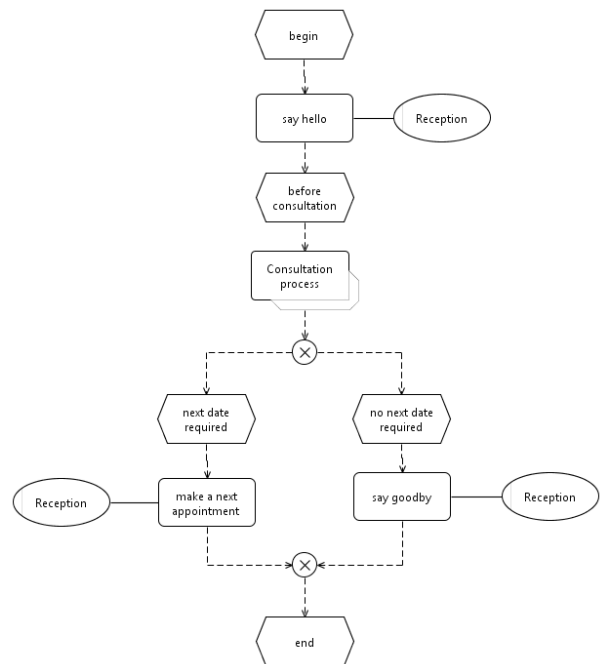 begin
say hello
Reception
before
consultation
Consultation
process
next date
required
no next date
required
Reception
make a next
appointment
say goodby
Reception
end